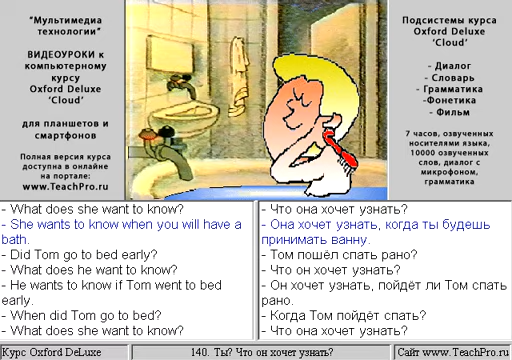 "Мультимедиа
технологии"
ВИДЕОУРОКИ к
компьютерному
курсу
Oxford Deluxe
'Cloud'
для планшетов и
смартфонов
Полная версия курса
доступна в онлайне
на портале:
www.TeachPro.ru
Подсистемы курса
Oxford Deluxe
'Cloud'
- Диалог
- Словарь
- Грамматика
-Фонетика
- Фильм
7 часов, озвученных
носителями языка,
10000 озвученных
слов, диалог с
микрофоном,
грамматика
- What does she want to know?
- She wants to know when you will have a
bath.
- Did Tom go to bed early?
- What does he want to know?
- He wants to know if Tom went to bed
early.
- When did Tom go to bed?
- What does she want to know?
- Что она хочет узнать?
- Она хочет узнать, когда ты будешь
принимать ванну.
- Том пошёл спать рано?
- Что он хочет узнать?
- Он хочет узнать, пойдёт ли Том спать
рано.
- Когда Том пойдёт спать?
- Что она хочет узнать?
Курс Oxford DeLuxe
140. Ты? Что он хочет узнать?
Сайт www.TeachPro.ru